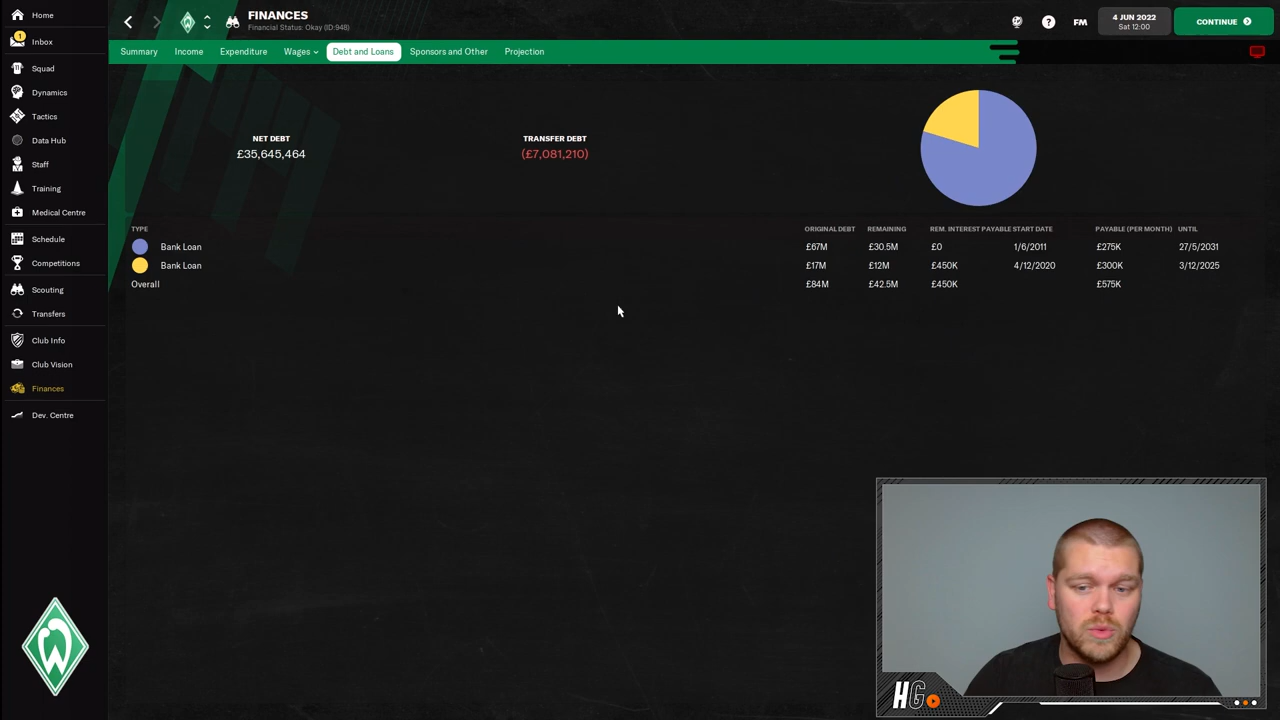 Home
FINANCES
Financial Status: Okay (ID:948)
FM
4 JUN 2022
Sat 12:00
CONTINUE
1
Inbox
Summary
Income
Expenditure
Wages
Debt and Loans
Sponsors and Other
Projection
Squad
Dynamics
Tactics
Data Hub
Staff
Training
Medical Centre
Schedule
Competitions
Scouting
Transfers
Club Info
Club Vision
Finances
Dev. Centre
NET DEBT
£35,645,464
TRANSFER DEBT
(£7,081,210)
TYPE ORIGINAL DEBT REMAINING REM. INTEREST PAYABLE START DATE PAYABLE (PER MONTH) UNTIL
Bank Loan £67M £30.5M £0 1/6/2011 £275K 27/5/2031
Bank Loan £17M £12M £450K 4/12/2020 £300K 3/12/2025
Overall £84M £42.5M £450K £575K
W
HG